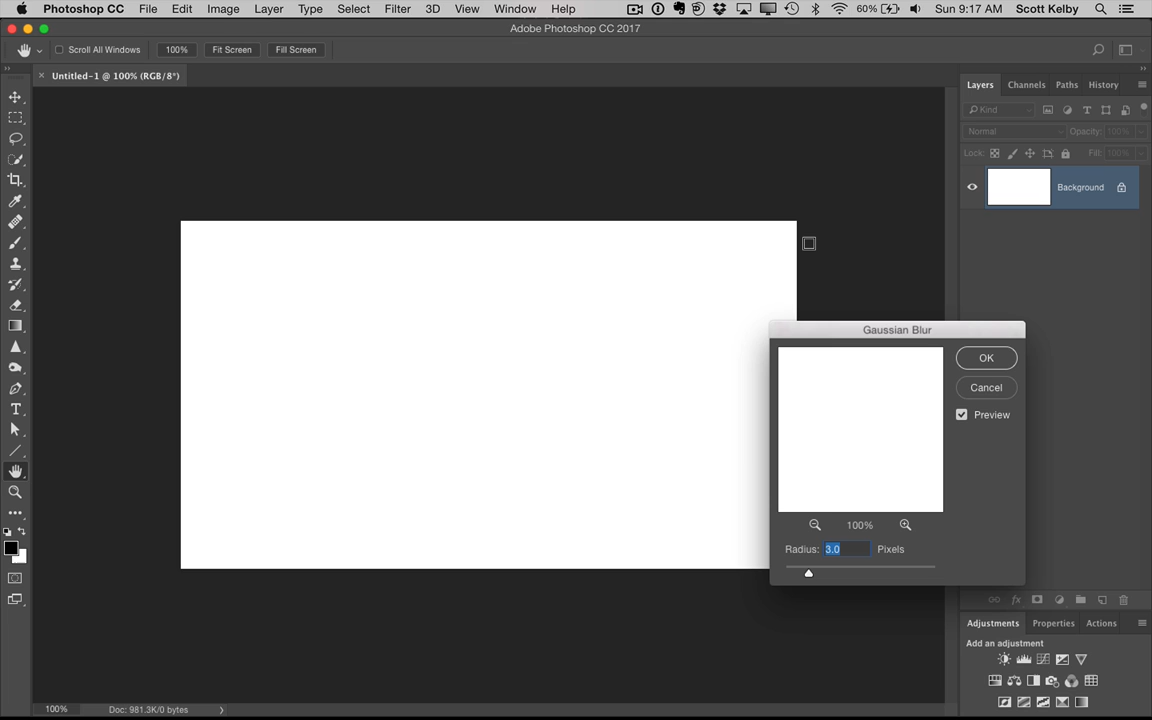 Photoshop CC File Edit Image Layer Type Select Filter 3D View Window Help 60% Sun 9:17 AM Scott Kelby
Adobe Photoshop CC 2017
Scroll All Windows 100% Fit Screen Fill Screen
Untitled-1 @ 100% (RGB/8*)
Layers Channels Paths History
Kind
Normal Opacity: 100%
Lock: Fill: 100%
Background
Gaussian Blur
OK
Cancel
Preview
100%
Radius: 3.0 Pixels
fx
Adjustments Properties Actions
Add an adjustment
100% Doc: 981.3K/0 bytes